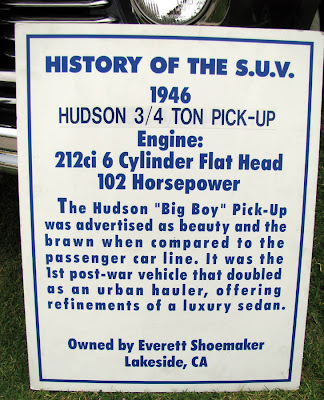 HISTORY OF THE S.U.V.
1946
HUDSON 3/4 TON PICK-UP
Engine:
212ci 6 Cylinder Flat Head
102 Horsepower
The Hudson "Big Boy" Pick-Up
was advertised as beauty and the
brawn when compared to the
passenger car line. It was the
1st post-war vehicle that doubled
as an urban hauler, offering
refinements of a luxury sedan.
Owned by Everett Shoemaker
Lakeside, CA